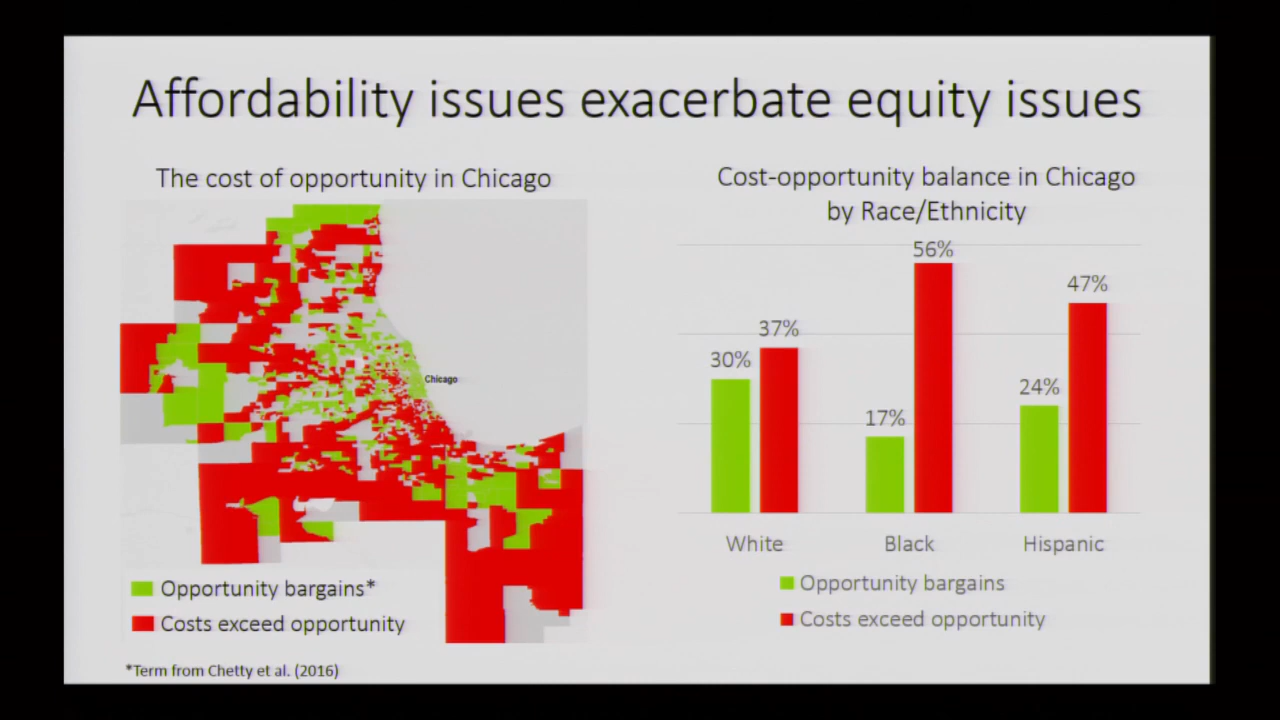 Affordability issues exacerbate equity issues
The cost of opportunity in Chicago
Chicago
Opportunity bargains*
Costs exceed opportunity
*Term from Chetty et al. (2016)
Cost-opportunity balance in Chicago
by Race/Ethnicity
30%
37%
17%
56%
24%
47%
White
Black
Hispanic
Opportunity bargains
Costs exceed opportunity